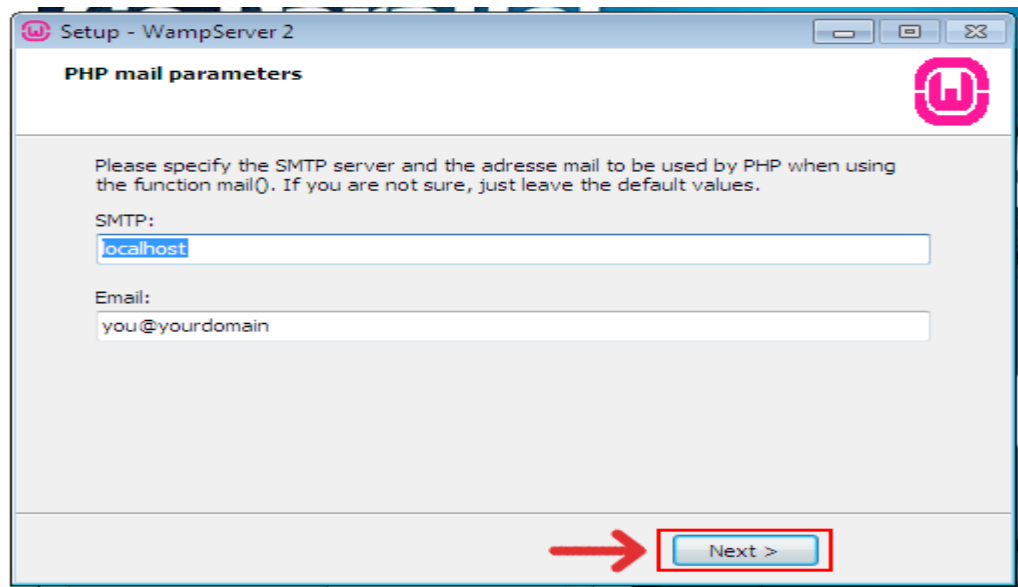 Setup - WampServer 2
PHP mail parameters
Please specify the SMTP server and the adresse mail to be used by PHP when using
the function mail(). If you are not sure, just leave the default values.
SMTP:
localhost
Email:
you@yourdomain
Next >